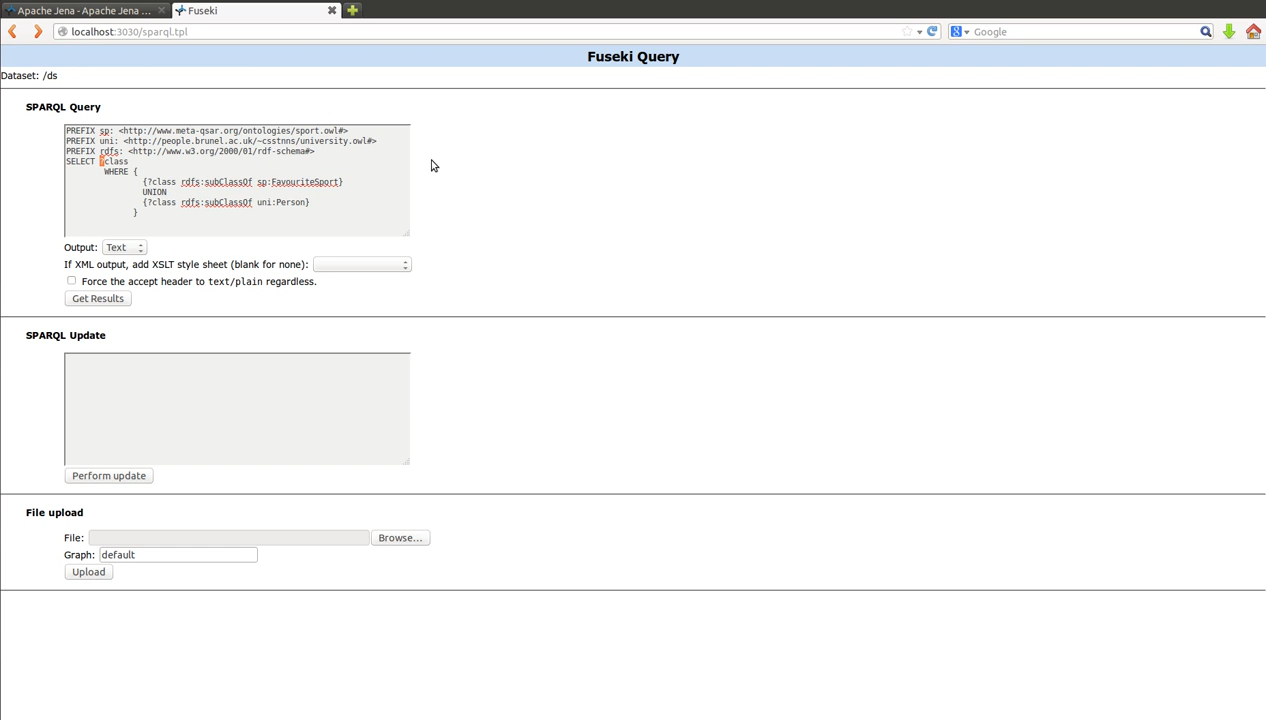 Apache Jena - Apache Jena ...
Fuseki
localhost:3030/sparql.tpl
Google
Fuseki Query
Dataset: /ds
SPARQL Query
PREFIX sp: <http://www.meta-qsar.org/ontologies/sport.owl#>
PREFIX uni: <http://people.brunel.ac.uk/~csstnns/university.owl#>
PREFIX rdfs: <http://www.w3.org/2000/01/rdf-schema#>
SELECT ?class
WHERE {
{?class rdfs:subClassOf sp:FavouriteSport}
UNION
{?class rdfs:subClassOf uni:Person}
}
Output: Text
If XML output, add XSLT style sheet (blank for none):
Force the accept header to text/plain regardless.
Get Results
SPARQL Update
Perform update
File upload
File: Browse...
Graph: default
Upload